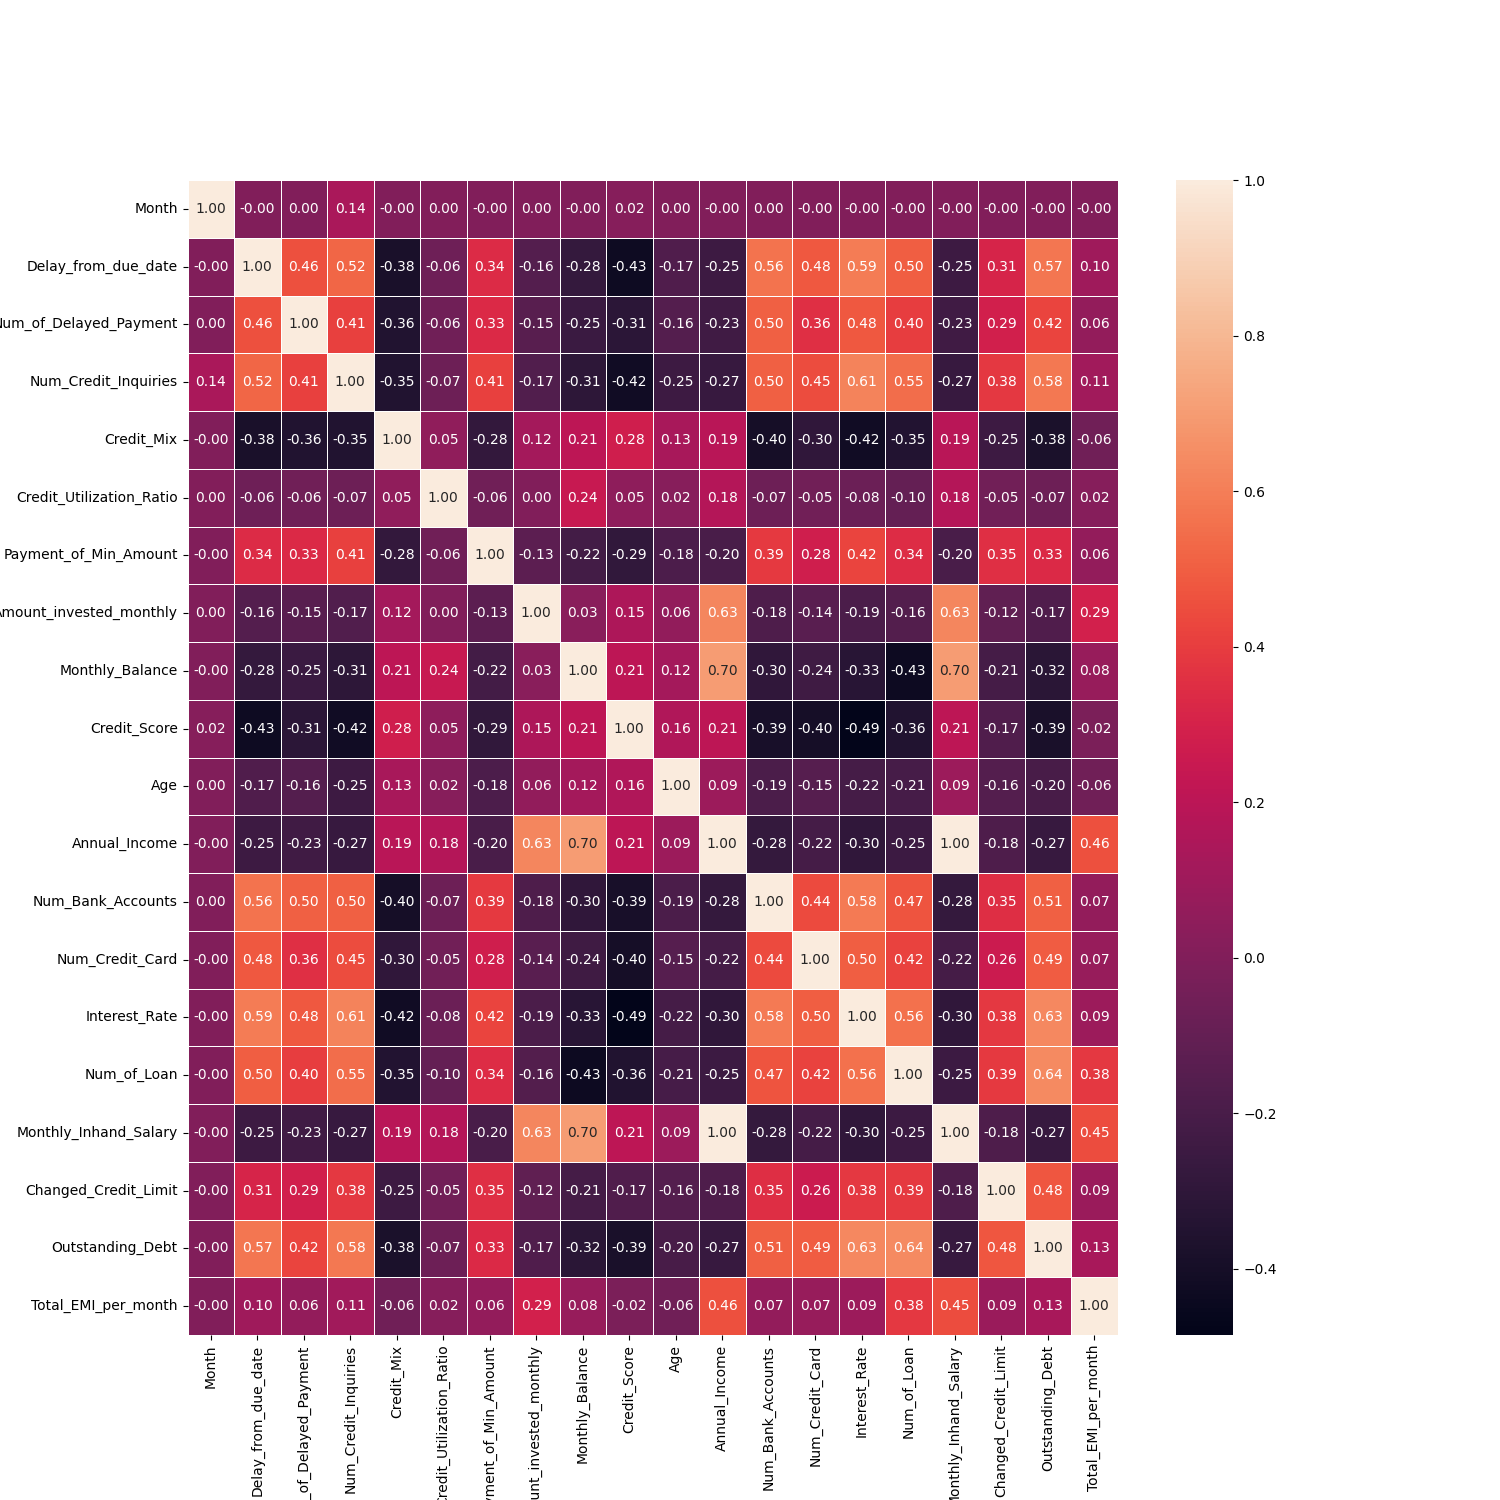 Month 1.00 -0.00 0.00 0.14 -0.00 0.00 -0.00 0.00 -0.00 0.02 0.00 -0.00 0.00 -0.00 -0.00 -0.00 -0.00 -0.00 -0.00 -0.00 1.0
Delay_from_due_date -0.00 1.00 0.46 0.52 -0.38 -0.06 0.34 -0.16 -0.28 -0.43 -0.17 -0.25 0.56 0.48 0.59 0.50 -0.25 0.31 0.57 0.10
Num_of_Delayed_Payment 0.00 0.46 1.00 0.41 -0.36 -0.06 0.33 -0.15 -0.25 -0.31 -0.16 -0.23 0.50 0.36 0.48 0.40 -0.23 0.29 0.42 0.06 0.8
Num_Credit_Inquiries 0.14 0.52 0.41 1.00 -0.35 -0.07 0.41 -0.17 -0.31 -0.42 -0.25 -0.27 0.50 0.45 0.61 0.55 -0.27 0.38 0.58 0.11
Credit_Mix -0.00 -0.38 -0.36 -0.35 1.00 0.05 -0.28 0.12 0.21 0.28 0.13 0.19 -0.40 -0.30 -0.42 -0.35 0.19 -0.25 -0.38 -0.06
Credit_Utilization_Ratio 0.00 -0.06 -0.06 -0.07 0.05 1.00 -0.06 0.00 0.24 0.05 0.02 0.18 -0.07 -0.05 -0.08 -0.10 0.18 -0.05 -0.07 0.02 0.6
Payment_of_Min_Amount -0.00 0.34 0.33 0.41 -0.28 -0.06 1.00 -0.13 -0.22 -0.29 -0.18 -0.20 0.39 0.28 0.42 0.34 -0.20 0.35 0.33 0.06
Amount_invested_monthly 0.00 -0.16 -0.15 -0.17 0.12 0.00 -0.13 1.00 0.03 0.15 0.06 0.63 -0.18 -0.14 -0.19 -0.16 0.63 -0.12 -0.17 0.29 0.4
Monthly_Balance -0.00 -0.28 -0.25 -0.31 0.21 0.24 -0.22 0.03 1.00 0.21 0.12 0.70 -0.30 -0.24 -0.33 -0.43 0.70 -0.21 -0.32 0.08
Credit_Score 0.02 -0.43 -0.31 -0.42 0.28 0.05 -0.29 0.15 0.21 1.00 0.16 0.21 -0.39 -0.40 -0.49 -0.36 0.21 -0.17 -0.39 -0.02
Age 0.00 -0.17 -0.16 -0.25 0.13 0.02 -0.18 0.06 0.12 0.16 1.00 0.09 -0.19 -0.15 -0.22 -0.21 0.09 -0.16 -0.20 -0.06 0.2
Annual_Income -0.00 -0.25 -0.23 -0.27 0.19 0.18 -0.20 0.63 0.70 0.21 0.09 1.00 -0.28 -0.22 -0.30 -0.25 1.00 -0.18 -0.27 0.46
Num_Bank_Accounts 0.00 0.56 0.50 0.50 -0.40 -0.07 0.39 -0.18 -0.30 -0.39 -0.19 -0.28 1.00 0.44 0.58 0.47 -0.28 0.35 0.51 0.07
Num_Credit_Card -0.00 0.48 0.36 0.45 -0.30 -0.05 0.28 -0.14 -0.24 -0.40 -0.15 -0.22 0.44 1.00 0.50 0.42 -0.22 0.26 0.49 0.07 0.0
Interest_Rate -0.00 0.59 0.48 0.61 -0.42 -0.08 0.42 -0.19 -0.33 -0.49 -0.22 -0.30 0.58 0.50 1.00 0.56 -0.30 0.38 0.63 0.09
Num_of_Loan -0.00 0.50 0.40 0.55 -0.35 -0.10 0.34 -0.16 -0.43 -0.36 -0.21 -0.25 0.47 0.42 0.56 1.00 -0.25 0.39 0.64 0.38
Monthly_Inhand_Salary -0.00 -0.25 -0.23 -0.27 0.19 0.18 -0.20 0.63 0.70 0.21 0.09 1.00 -0.28 -0.22 -0.30 -0.25 1.00 -0.18 -0.27 0.45 −0.2
Changed_Credit_Limit -0.00 0.31 0.29 0.38 -0.25 -0.05 0.35 -0.12 -0.21 -0.17 -0.16 -0.18 0.35 0.26 0.38 0.39 -0.18 1.00 0.48 0.09
Outstanding_Debt -0.00 0.57 0.42 0.58 -0.38 -0.07 0.33 -0.17 -0.32 -0.39 -0.20 -0.27 0.51 0.49 0.63 0.64 -0.27 0.48 1.00 0.13 −0.4
Total_EMI_per_month -0.00 0.10 0.06 0.11 -0.06 0.02 0.06 0.29 0.08 -0.02 -0.06 0.46 0.07 0.07 0.09 0.38 0.45 0.09 0.13 1.00
Month
Delay_from_due_date
_of_Delayed_Payment
Num_Credit_Inquiries
Credit_Mix
Credit_Utilization_Ratio
yment_of_Min_Amount
unt_invested_monthly
Monthly_Balance
Credit_Score
Age
Annual_Income
Num_Bank_Accounts
Num_Credit_Card
Interest_Rate
Num_of_Loan
Monthly_Inhand_Salary
Changed_Credit_Limit
Outstanding_Debt
Total_EMI_per_month